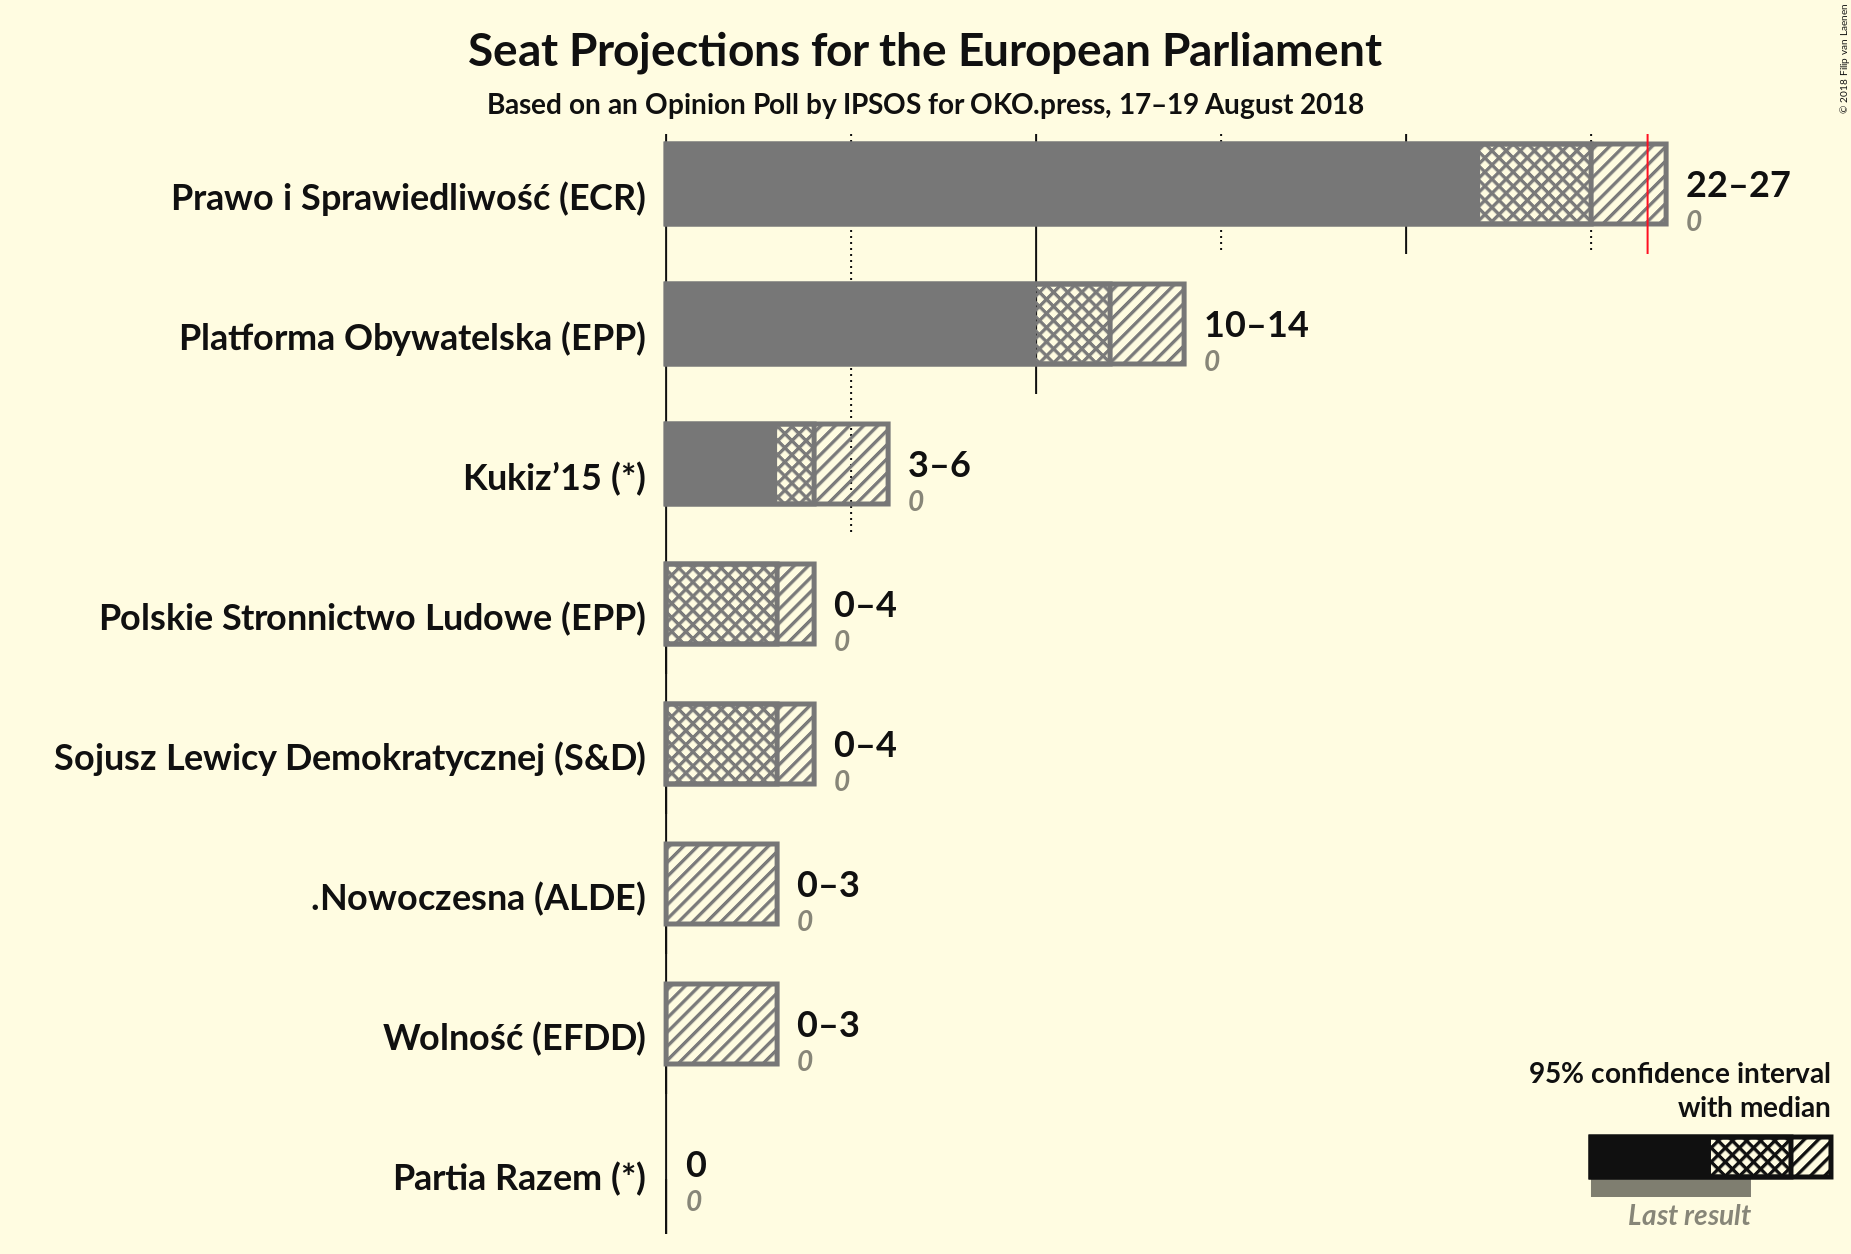 Seat Projections for the European Parliament
Based on an Opinion Poll by IPSOS for OKO.press, 17–19 August 2018
© 2018 Filip van Laenen
Prawo i Sprawiedliwość (ECR)
22–27
0
Platforma Obywatelska (EPP)
10–14
0
Kukiz’15 (*)
3–6
0
Polskie Stronnictwo Ludowe (EPP)
0–4
0
Sojusz Lewicy Demokratycznej (S&D)
0–4
0
.Nowoczesna (ALDE)
0–3
0
Wolność (EFDD)
0–3
0
Partia Razem (*)
0
0
95% confidence interval
with median
Last result